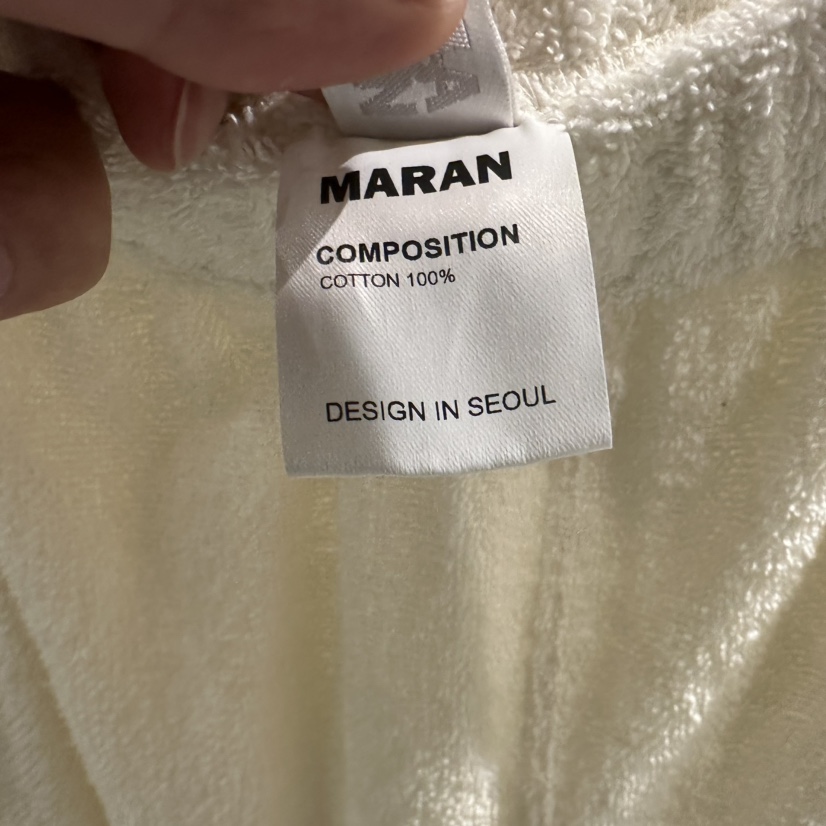 MARAN
COMPOSITION
COTTON 100%
DESIGN IN SEOUL